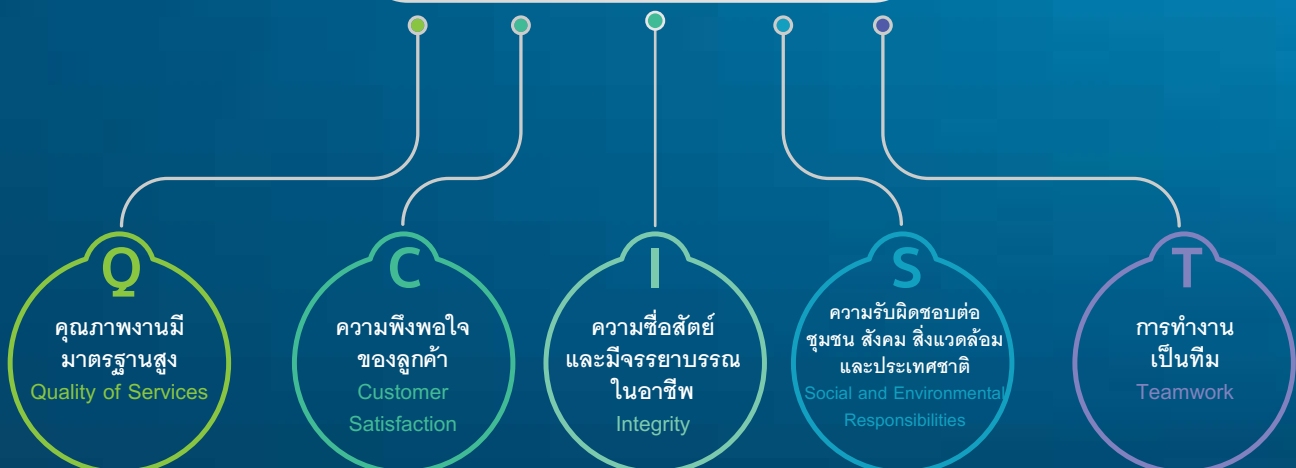 Q
คุณภาพงานมี
มาตรฐานสูง
Quality of Services
C
ความพึงพอใจ
ของลูกค้า
Customer
Satisfaction
I
ความซื่อสัตย์
และมีจรรยาบรรณ
ในอาชีพ
Integrity
S
ความรับผิดชอบต่อ
ชุมชน สังคม สิ่งแวดล้อม
และประเทศชาติ
Social and Environmental
Responsibilities
T
การทำงาน
เป็นทีม
Teamwork